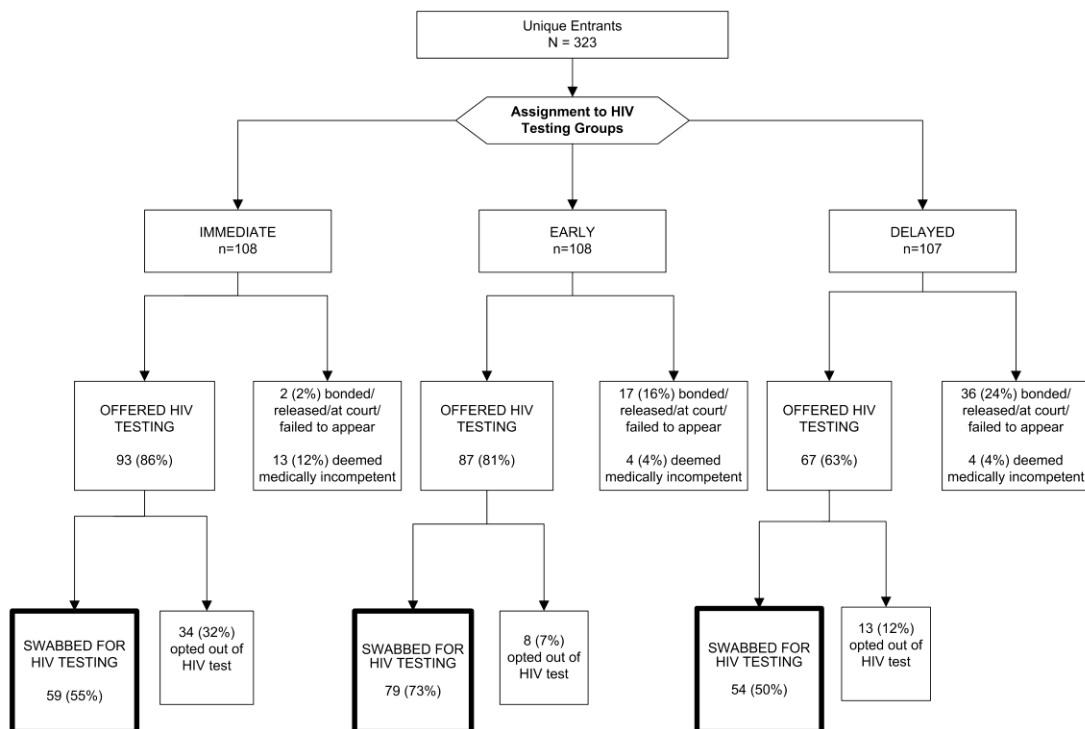 Unique Entrants
N = 323
Assignment to HIV
Testing Groups
IMMEDIATE
n=108
EARLY
n=108
DELAYED
n=107
OFFERED HIV
TESTING
93 (86%)
2 (2%) bonded/
released/at court/
failed to appear
13 (12%) deemed
medically incompetent
OFFERED HIV
TESTING
87 (81%)
17 (16%) bonded/
released/at court/
failed to appear
4 (4%) deemed
medically incompetent
OFFERED HIV
TESTING
67 (63%)
36 (24%) bonded/
released/at court/
failed to appear
4 (4%) deemed
medically incompetent
SWABBED FOR
HIV TESTING
59 (55%)
34 (32%)
opted out of
HIV test
SWABBED FOR
HIV TESTING
79 (73%)
8 (7%)
opted out of
HIV test
SWABBED FOR
HIV TESTING
54 (50%)
13 (12%)
opted out of
HIV test